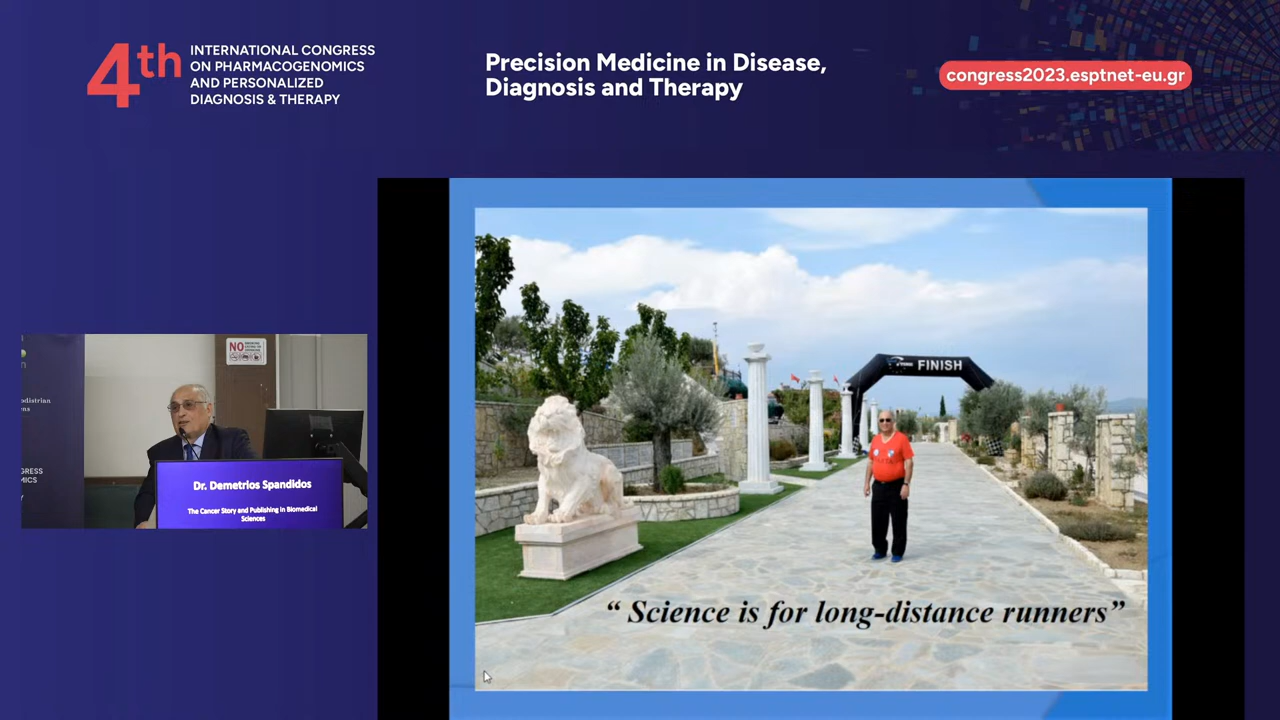 4th
INTERNATIONAL CONGRESS
ON PHARMACOGENOMICS
AND PERSONALIZED
DIAGNOSIS & THERAPY
Precision Medicine in Disease,
Diagnosis and Therapy
congress2023.esptnet-eu.gr
FINISH
“ Science is for long-distance runners”
NO
Dr. Demetrios Spandidos
The Cancer Story and Publishing in Biomedical
Sciences